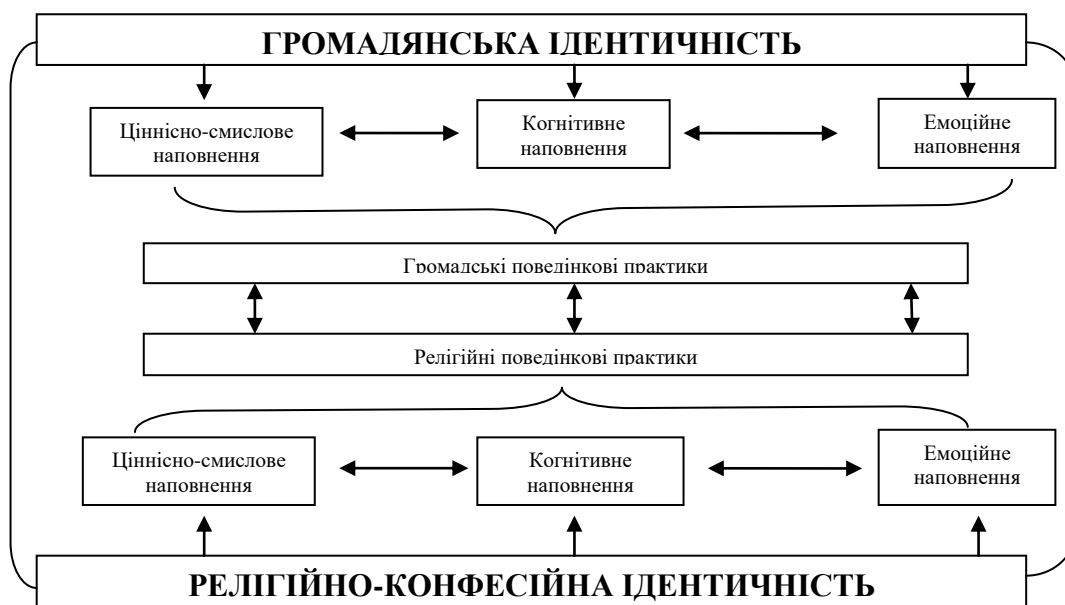 ГРОМАДЯНСЬКА ІДЕНТИЧНІСТЬ
Ціннісно-смислове
наповнення
Когнітивне
наповнення
Емоційне
наповнення
Громадські поведінкові практики
Релігійні поведінкові практики
Ціннісно-смислове
наповнення
Когнітивне
наповнення
Емоційне
наповнення
РЕЛІГІЙНО-КОНФЕСІЙНА ІДЕНТИЧНІСТЬ